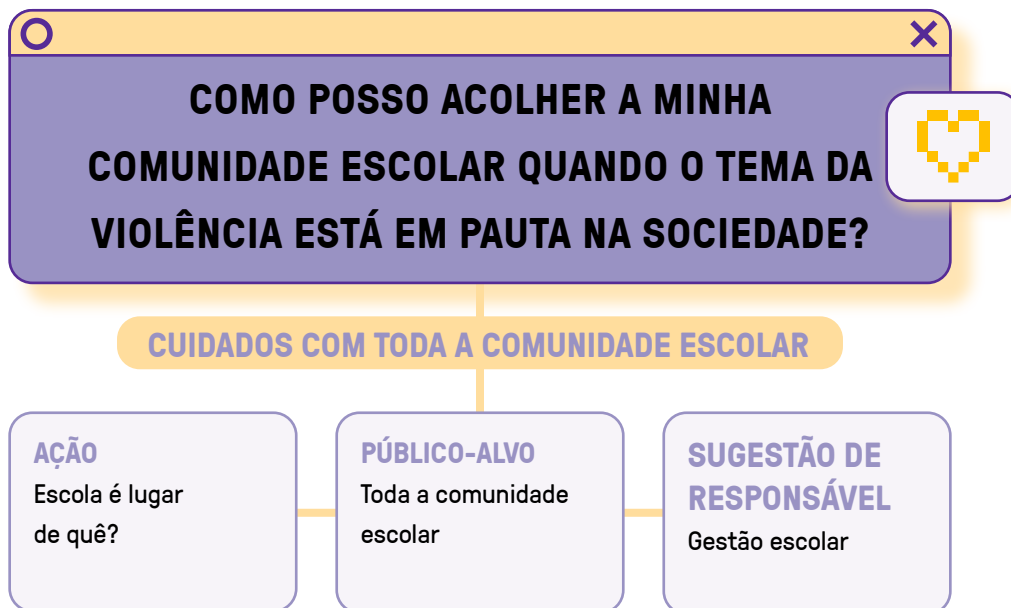 COMO POSSO ACOLHER A MINHA
COMUNIDADE ESCOLAR QUANDO O TEMA DA
VIOLÊNCIA ESTÁ EM PAUTA NA SOCIEDADE?
CUIDADOS COM TODA A COMUNIDADE ESCOLAR
AÇÃO
Escola é lugar
de quê?
PÚBLICO-ALVO
Toda a comunidade
escolar
SUGESTÃO DE
RESPONSÁVEL
Gestão escolar